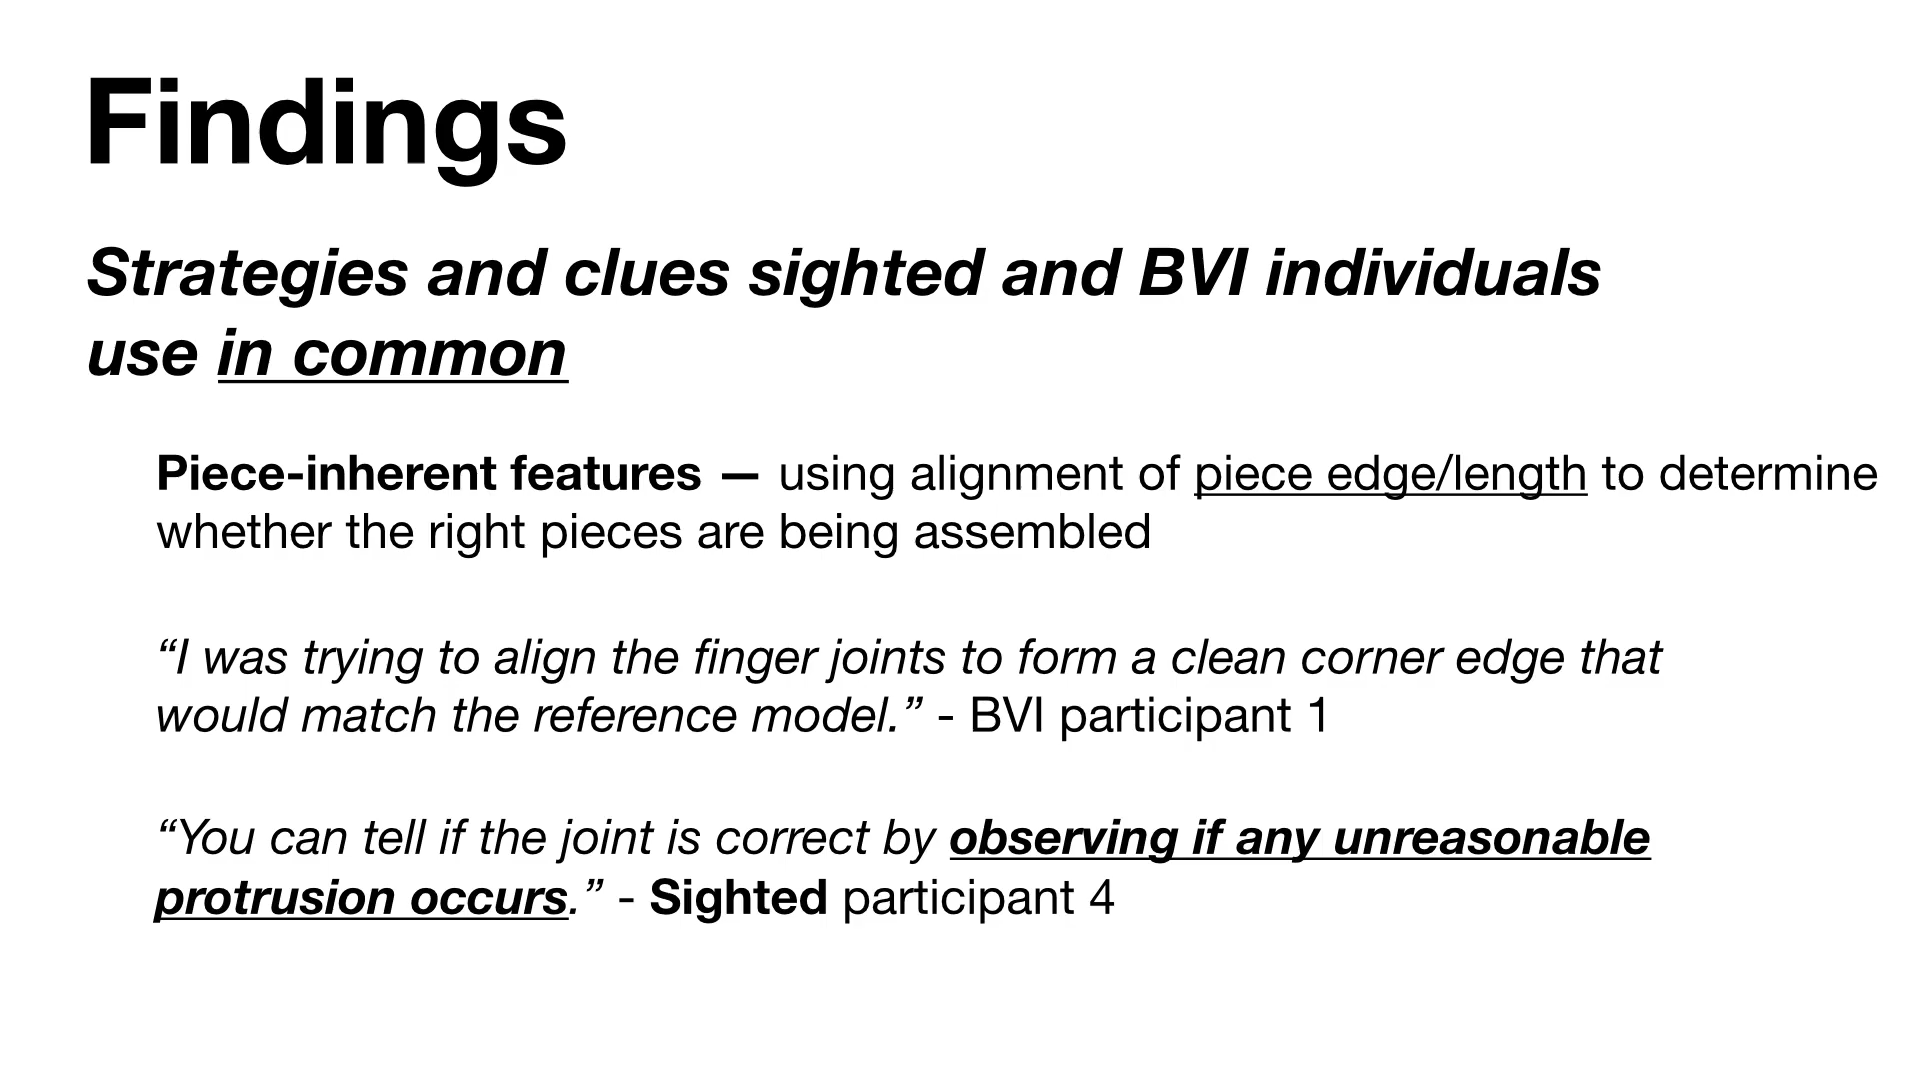 Findings
Strategies and clues sighted and BVI individuals
use in common
Piece-inherent features — using alignment of piece edge/length to determine
whether the right pieces are being assembled
“I was trying to align the finger joints to form a clean corner edge that
would match the reference model.” - BVI participant 1
“You can tell if the joint is correct by observing if any unreasonable
protrusion occurs.” - Sighted participant 4